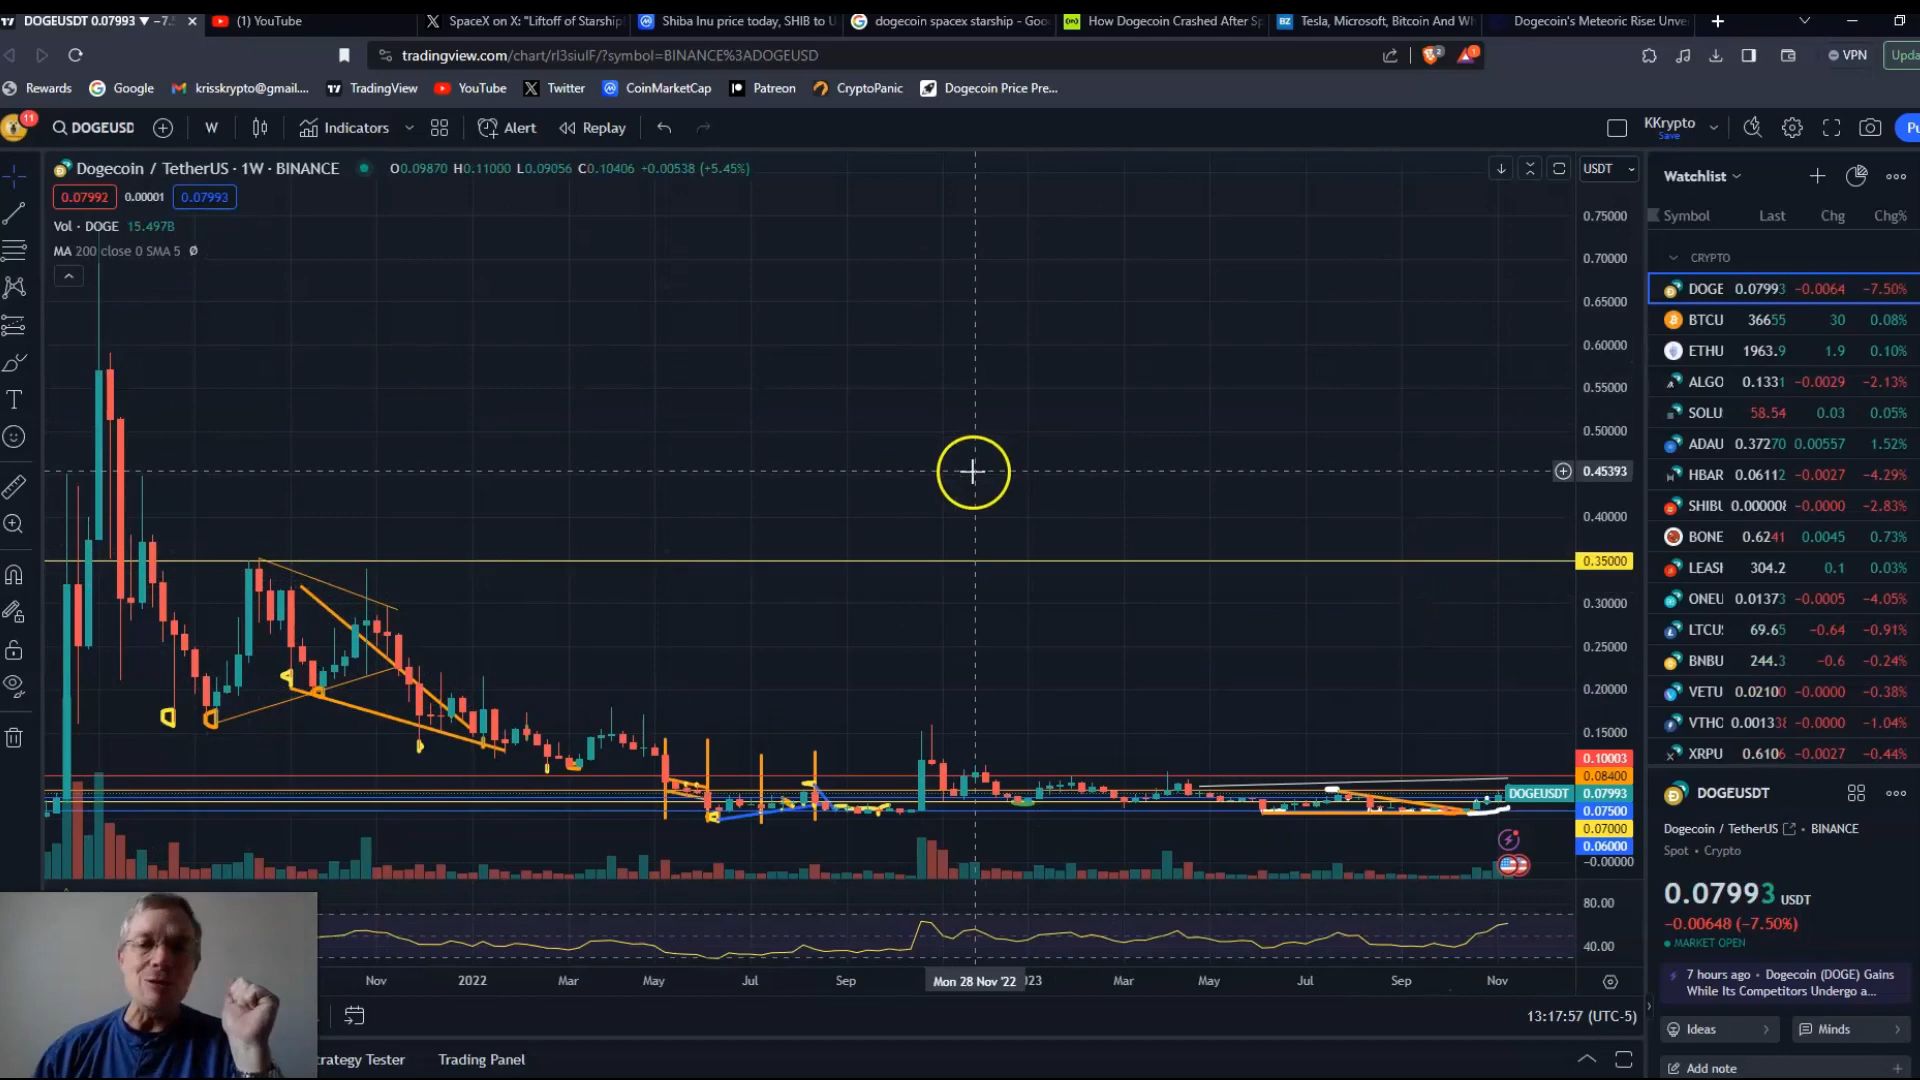 DOGEUSDT 0.07993 ▼ −7.5
(1) YouTube
SpaceX on X: "Liftoff of Starship
Shiba Inu price today, SHIB to U
dogecoin spacex starship - Goo
How Dogecoin Crashed After Sp
Tesla, Microsoft, Bitcoin And Wh
Dogecoin's Meteoric Rise: Unve
tradingview.com/chart/rl3siulF/?symbol=BINANCE%3ADOGEUSD
VPN
Upda
Rewards
Google
krisskrypto@gmail....
TradingView
YouTube
Twitter
CoinMarketCap
Patreon
CryptoPanic
Dogecoin Price Pre...
11
DOGEUSD
W
Indicators
Alert
Replay
KKrypto
Save
Pu
Dogecoin / TetherUS · 1W · BINANCE
O0.09870 H0.11000 L0.09056 C0.10406 +0.00538 (+5.45%)
USDT
0.07992
0.00001
0.07993
Vol · DOGE 15.497B
MA 200 close 0 SMA 5 Ø
0.75000
0.70000
0.65000
0.60000
0.55000
0.50000
0.45393
0.40000
0.35000
0.30000
0.25000
0.20000
0.15000
0.10003
0.08400
DOGEUSDT 0.07993
0.07500
0.07000
0.06000
−0.00000
80.00
40.00
Nov
2022
Mar
May
Jul
Sep
Mon 28 Nov '22
023
Mar
May
Jul
Sep
Nov
13:17:57 (UTC-5)
trategy Tester
Trading Panel
Watchlist
Symbol Last Chg Chg%
CRYPTO
DOGE 0.07993 −0.0064 −7.50%
BTCU 36655 30 0.08%
ETHU 1963.9 1.9 0.10%
ALGO 0.1331 −0.0029 −2.13%
SOLU 58.54 0.03 0.05%
ADAU 0.37270 0.00557 1.52%
HBAR 0.06112 −0.0027 −4.29%
SHIBU 0.000008 −0.0000 −2.83%
BONE 0.6241 0.0045 0.73%
LEASH 304.2 0.1 0.03%
ONEU 0.01373 −0.0005 −4.05%
LTCU 69.65 −0.64 −0.91%
BNBU 244.3 −0.6 −0.24%
VETU 0.02100 −0.0000 −0.38%
VTHO 0.001338 −0.0000 −1.04%
XRPU 0.6106 −0.0027 −0.44%
DOGEUSDT
Dogecoin / TetherUS · BINANCE
Spot · Crypto
0.07993 USDT
−0.00648 (−7.50%)
MARKET OPEN
7 hours ago · Dogecoin (DOGE) Gains
While Its Competitors Undergo a...
Ideas
Minds
Add note